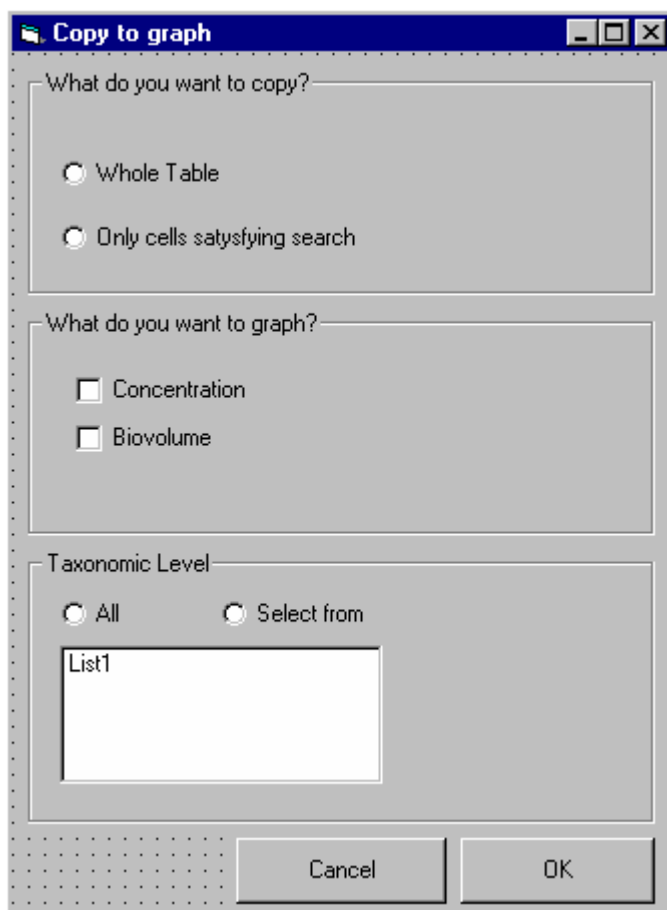 Copy to graph
What do you want to copy?
Whole Table
Only cells satysfying search
What do you want to graph?
Concentration
Biovolume
Taxonomic Level
All Select from
List1
Cancel OK